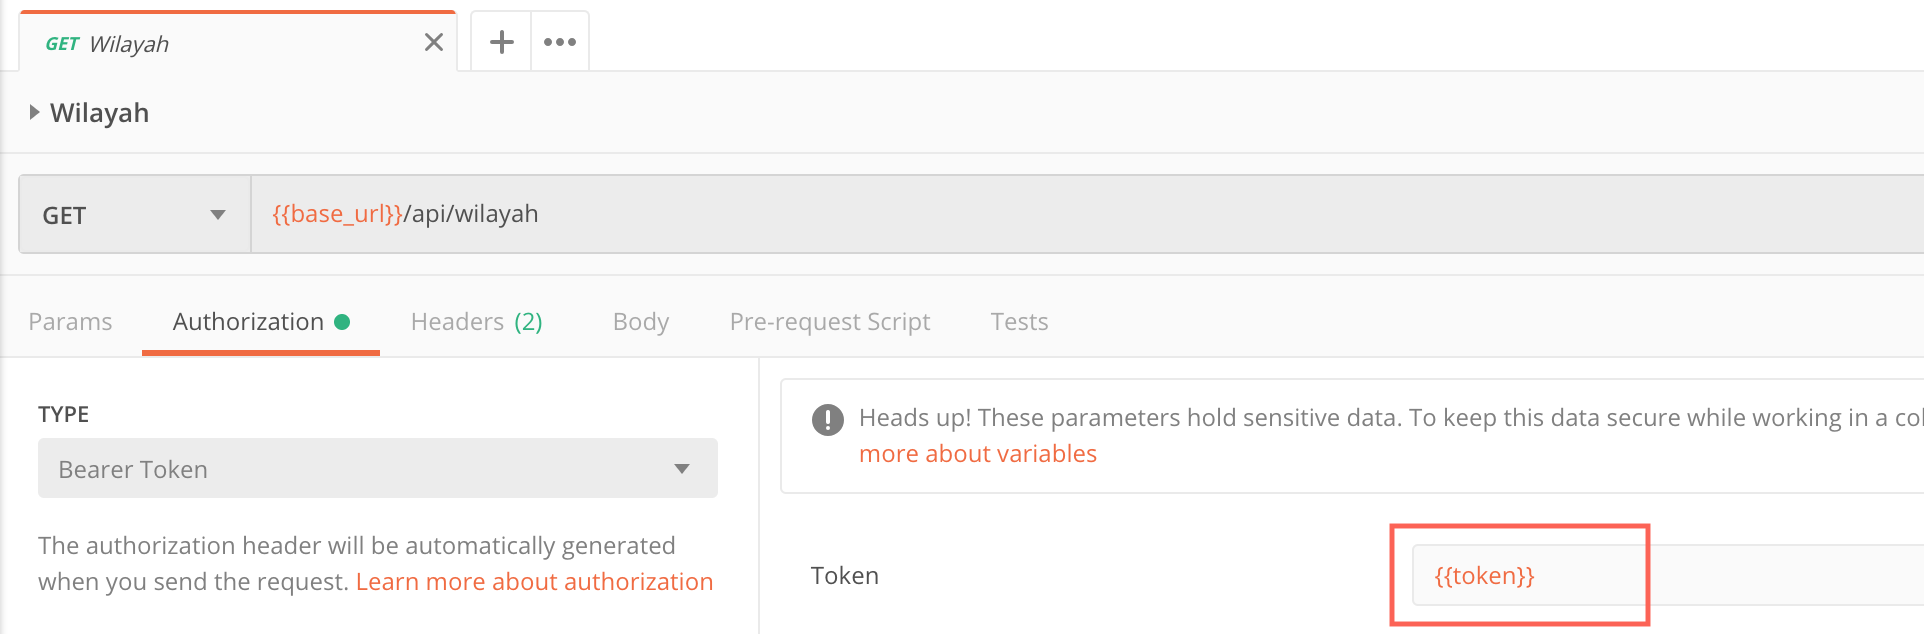 GET Wilayah
Wilayah
GET {{base_url}}/api/wilayah
Params Authorization Headers (2) Body Pre-request Script Tests
TYPE
Bearer Token
The authorization header will be automatically generated
when you send the request. Learn more about authorization
Heads up! These parameters hold sensitive data. To keep this data secure while working in a
more about variables
Token {{token}}